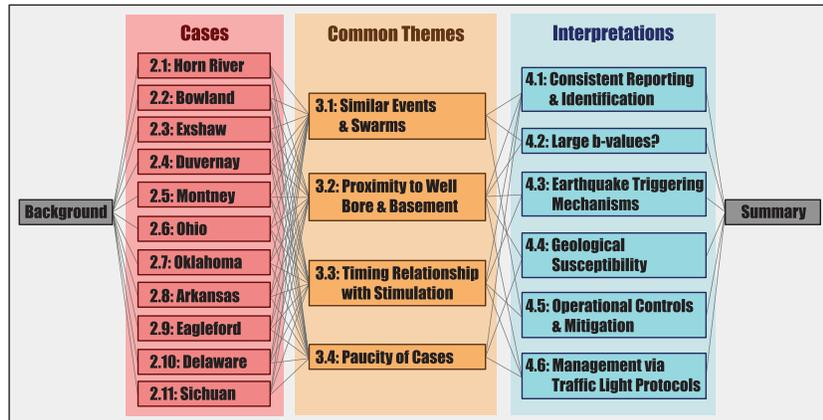 Background
Cases
2.1: Horn River
2.2: Bowland
2.3: Exshaw
2.4: Duvernay
2.5: Montney
2.6: Ohio
2.7: Oklahoma
2.8: Arkansas
2.9: Eagleford
2.10: Delaware
2.11: Sichuan
Common Themes
3.1: Similar Events
& Swarms
3.2: Proximity to Well
Bore & Basement
3.3: Timing Relationship
with Stimulation
3.4: Paucity of Cases
Interpretations
4.1: Consistent Reporting
& Identification
4.2: Large b-values?
4.3: Earthquake Triggering
Mechanisms
4.4: Geological
Susceptibility
4.5: Operational Controls
& Mitigation
4.6: Management via
Traffic Light Protocols
Summary